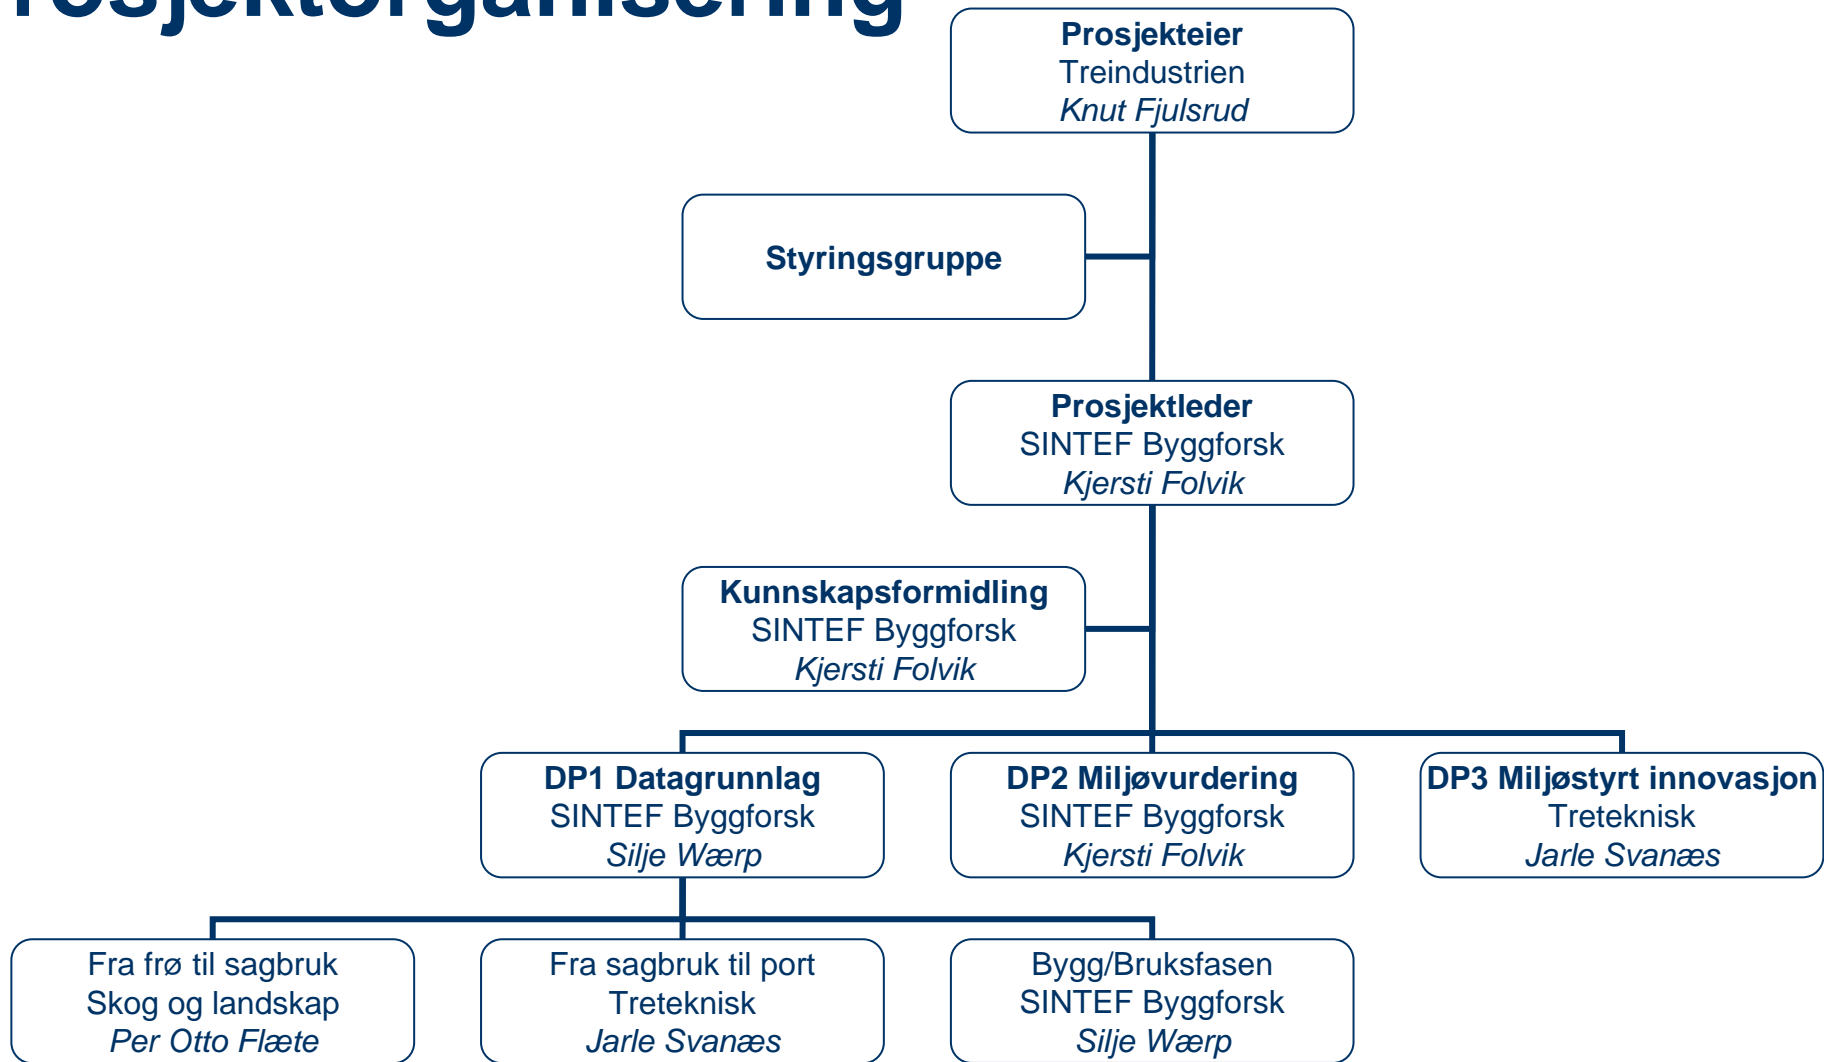 rosjektorganisering
Prosjekteier
Treindustrien
Knut Fjulsrud
Styringsgruppe
Prosjektleder
SINTEF Byggforsk
Kjersti Folvik
Kunnskapsformidling
SINTEF Byggforsk
Kjersti Folvik
DP1 Datagrunnlag
SINTEF Byggforsk
Silje Wærp
DP2 Miljøvurdering
SINTEF Byggforsk
Kjersti Folvik
DP3 Miljøstyrt innovasjon
Treteknisk
Jarle Svanæs
Fra frø til sagbruk
Skog og landskap
Per Otto Flæte
Fra sagbruk til port
Treteknisk
Jarle Svanæs
Bygg/Bruksfasen
SINTEF Byggforsk
Silje Wærp